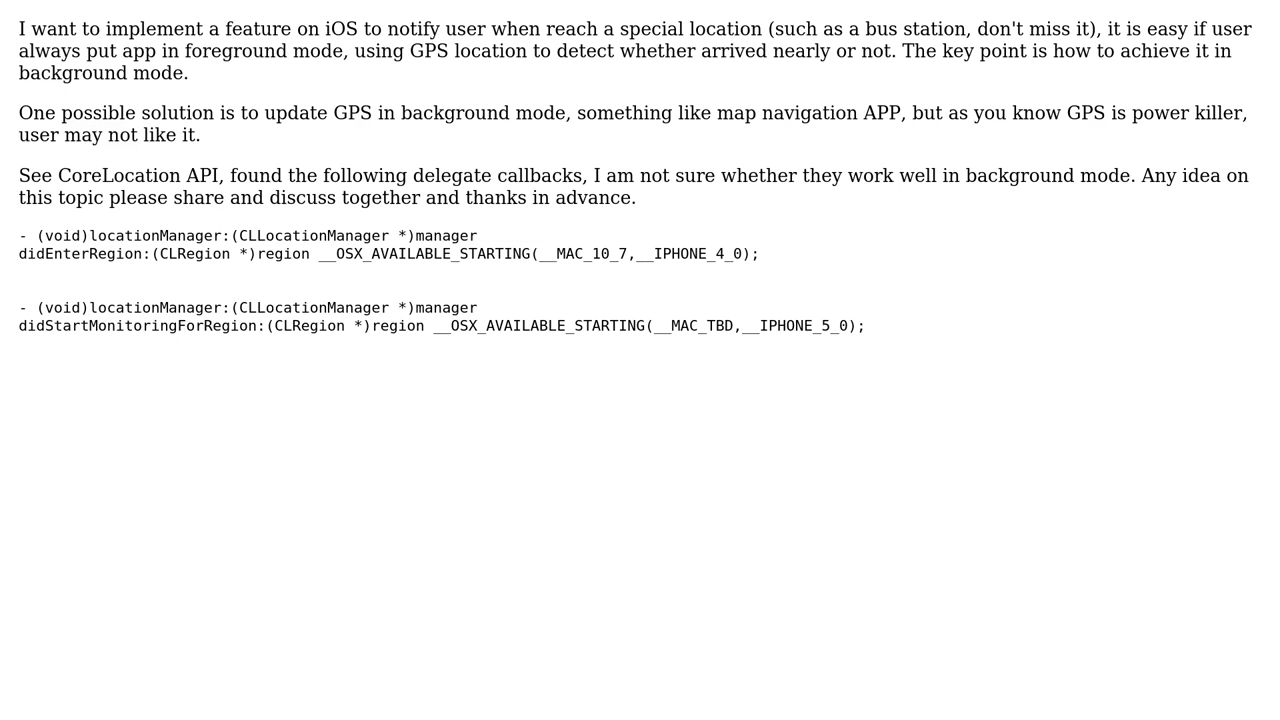 I want to implement a feature on iOS to notify user when reach a special location (such as a bus station, don't miss it), it is easy if user
always put app in foreground mode, using GPS location to detect whether arrived nearly or not. The key point is how to achieve it in
background mode.
One possible solution is to update GPS in background mode, something like map navigation APP, but as you know GPS is power killer,
user may not like it.
See CoreLocation API, found the following delegate callbacks, I am not sure whether they work well in background mode. Any idea on
this topic please share and discuss together and thanks in advance.
- (void)locationManager:(CLLocationManager *)manager
didEnterRegion:(CLRegion *)region __OSX_AVAILABLE_STARTING(__MAC_10_7,__IPHONE_4_0);
- (void)locationManager:(CLLocationManager *)manager
didStartMonitoringForRegion:(CLRegion *)region __OSX_AVAILABLE_STARTING(__MAC_TBD,__IPHONE_5_0);